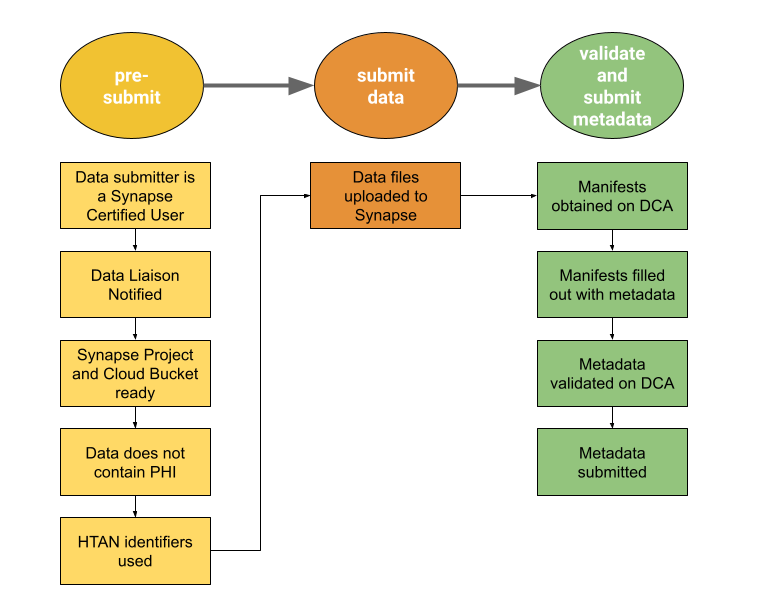 pre-
submit
submit
data
validate
and
submit
metadata
Data submitter is
a Synapse
Certified User
Data Liaison
Notified
Synapse Project
and Cloud Bucket
ready
Data does not
contain PHI
HTAN identifiers
used
Data files
uploaded to
Synapse
Manifests
obtained on DCA
Manifests filled
out with metadata
Metadata
validated on DCA
Metadata
submitted